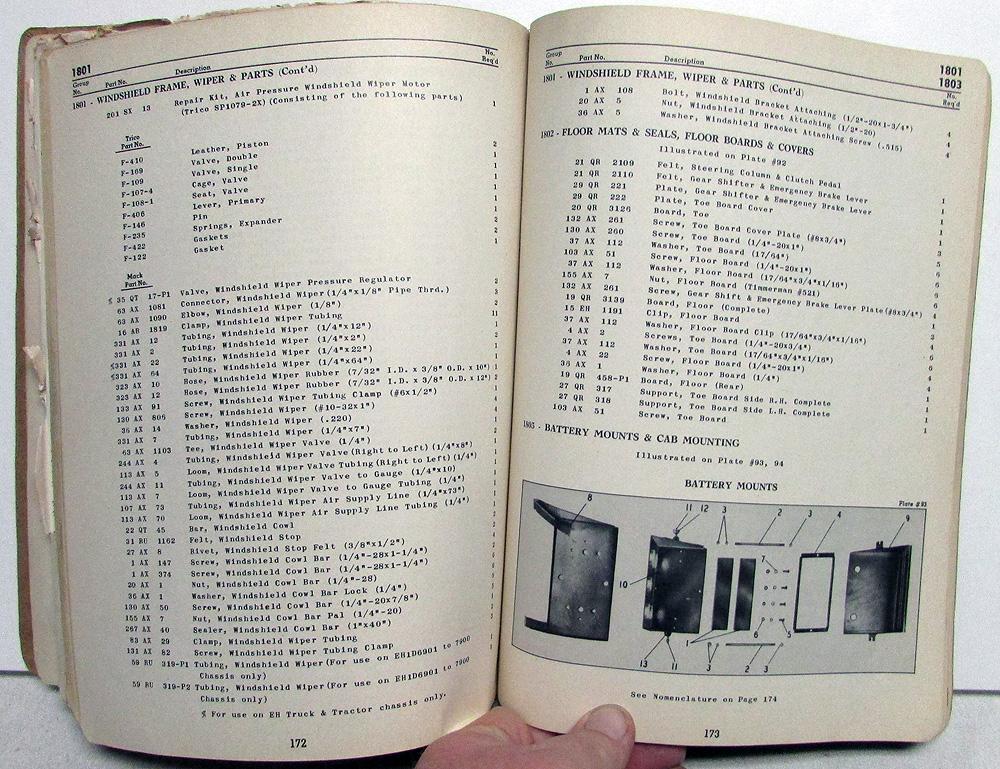 1801
Group No. Part No. Description No. Req'd
1801 - WINDSHIELD FRAME, WIPER & PARTS (Cont'd)
201 SX 13 Repair Kit, Air Pressure Windshield Wiper Motor
(Trico SP1079-2X)(Consisting of the following parts) 1
Trico
Part No.
F-410 Leather, Piston 2
F-169 Valve, Double 1
F-109 Valve, Single 1
F-107-4 Cage, Valve 1
F-108-1 Seat, Valve 1
F-406 Lever, Primary 1
F-146 Pin 1
F-235 Springs, Expander 2
F-422 Gaskets 2
F-122 Gasket 1
Mack
Part No.
35 QT 17-P1 Valve, Windshield Wiper Pressure Regulator
63 AX 1081 Connector, Windshield Wiper (1/4"x1/8" Pipe Thrd.)
63 AX 1090 Elbow, Windshield Wiper (1/8")
16 AB 1819 Clamp, Windshield Wiper Tubing
331 AX 12 Tubing, Windshield Wiper (1/4"x12")
331 AX 2 Tubing, Windshield Wiper (1/4"x2")
331 AX 22 Tubing, Windshield Wiper (1/4"x22")
331 AX 64 Tubing, Windshield Wiper (1/4"x64")
323 AX 10 Hose, Windshield Wiper Rubber (7/32" I.D. x 3/8" O.D. x 10")
323 AX 12 Hose, Windshield Wiper Rubber (7/32" I.D. x 3/8" O.D. x 12")
133 AX 91 Screw, Windshield Wiper Tubing Clamp (#6x1/2")
130 AX 806 Screw, Windshield Wiper (#10-32x1")
36 AX 14 Washer, Windshield Wiper (.220)
331 AX 7 Tubing, Windshield Wiper (1/4"x7")
63 AX 1103 Tee, Windshield Wiper Valve (1/4")
244 AX 4 Tubing, Windshield Wiper Valve (Right to Left) (1/4"x8")
113 AX 5 Loom, Windshield Wiper Valve Tubing (Right to Left) (1/4")
244 AX 11 Tubing, Windshield Wiper Valve to Gauge (1/4"x10)
113 AX 7 Loom, Windshield Wiper Valve to Gauge Tubing (1/4")
107 AX 73 Tubing, Windshield Wiper Air Supply Line (1/4"x73")
113 AX 70 Loom, Windshield Wiper Air Supply Line Tubing (1/4")
22 QT 45 Bar, Windshield Cowl
31 RU 1162 Felt, Windshield Stop
27 AX 8 Rivet, Windshield Stop Felt (3/8"x1/2")
1 AX 147 Screw, Windshield Cowl Bar (1/4"-28x1-1/4")
1 AX 374 Screw, Windshield Cowl Bar (1/4"-28x1-1/4")
20 AX 1 Nut, Windshield Cowl Bar (1/4"-28)
36 AX 1 Washer, Windshield Cowl Bar Lock (1/4")
130 AX 50 Screw, Windshield Cowl Bar (1/4"-20x7/8")
155 AX 7 Nut, Windshield Cowl Bar Pal (1/4"-20)
267 AX 40 Sealer, Windshield Cowl Bar (1"x40")
83 AX 29 Clamp, Windshield Wiper Tubing
131 AX 82 Screw, Windshield Wiper Tubing Clamp
59 RU 319-P1 Tubing, Windshield Wiper (For use on EH1D6901 to 7900
Chassis only)
59 RU 319-P2 Tubing, Windshield Wiper (For use on EH1D6901 to 7900
Chassis only)
For use on EH Truck & Tractor chassis only.
172
1801
1803
Group No. Part No. Description No. Req'd
1801 - WINDSHIELD FRAME, WIPER & PARTS (Cont'd)
1 AX 108 Bolt, Windshield Bracket Attaching (1/2"-20x1-3/4") 4
20 AX 5 Nut, Windshield Bracket Attaching (1/2"-20) 4
36 AX 5 Washer, Windshield Bracket Attaching Screw (.515) 4
1802 - FLOOR MATS & SEALS, FLOOR BOARDS & COVERS
Illustrated on Plate #92
21 QR 2109 Felt, Steering Column & Clutch Pedal
21 QR 2110 Felt, Gear Shifter & Emergency Brake Lever
29 QR 221 Plate, Gear Shifter & Emergency Brake Lever
29 QR 222 Plate, Toe Board Cover
20 QR 3126 Board, Toe
132 AX 261 Screw, Toe Board Cover Plate (#8x3/4")
130 AX 260 Screw, Toe Board (1/4"-20x1")
37 AX 112 Washer, Toe Board (17/64")
103 AX 51 Screw, Floor Board (1/4"-20x1")
37 AX 112 Washer, Floor Board (17/64"x3/4"x1/16")
155 AX 7 Nut, Floor Board (Timmerman #521)
132 AX 261 Screw, Gear Shift & Emergency Brake Lever Plate (#8x3/4")
19 QR 3139 Board, Floor (Complete)
15 EH 1191 Clip, Floor Board
37 AX 112 Washer, Floor Board Clip (17/64"x3/4"x1/16")
4 AX 2 Screws, Toe Board (1/4"-20x3/4")
37 AX 112 Washer, Toe Board (17/64"x3/4"x1/16")
4 AX 22 Screw, Floor Board (1/4"-20x1")
36 AX 1 Washer, Floor Board (1/4")
19 QR 458-P1 Board, Floor (Rear)
27 QR 317 Support, Toe Board Side R.H. Complete
27 QR 318 Support, Toe Board Side L.H. Complete
103 AX 51 Screw, Toe Board
1803 - BATTERY MOUNTS & CAB MOUNTING
Illustrated on Plate #93, 94
BATTERY MOUNTS
Plate #93
8 11 12 3 2 3 4 9
7
10
6 5
1
13 11 3 2 3
See Nomenclature on Page 174
173